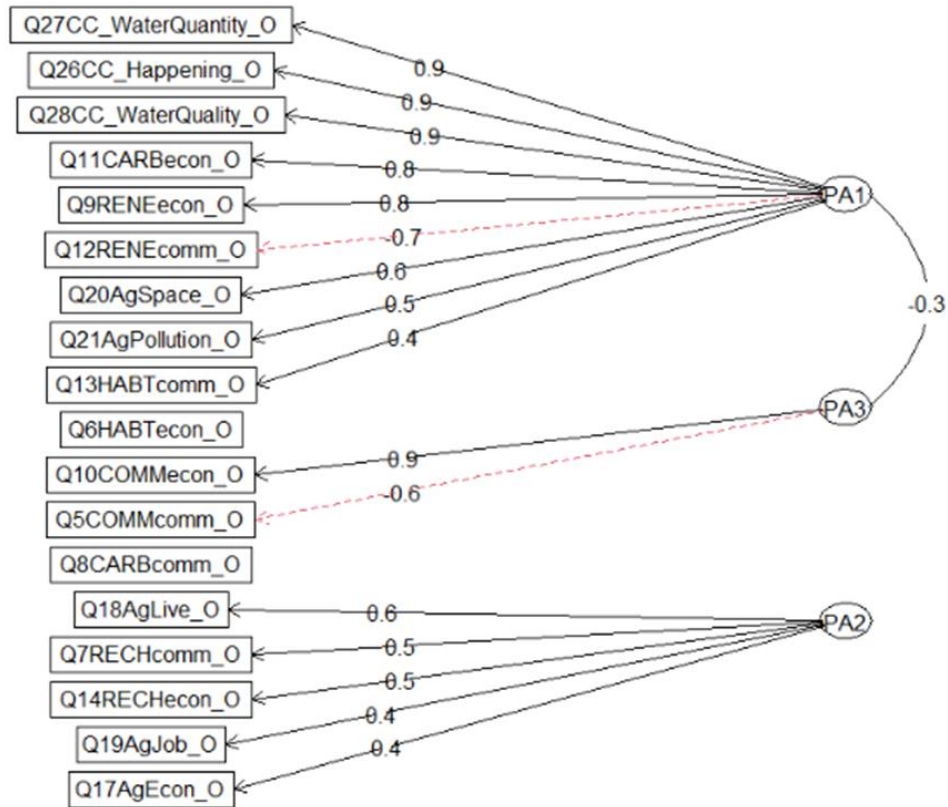 Q27CC_WaterQuantity_O
0.9
Q26CC_Happening_O
0.9
Q28CC_WaterQuality_O
0.9
Q11CARBecon_O
0.8
PA1
Q9RENEecon_O
0.8
Q12RENEcomm_O
-0.7
Q20AgSpace_O
0.6
-0.3
Q21AgPollution_O
0.5
Q13HABTcomm_O
0.4
PA3
Q6HABTecon_O
Q10COMMecon_O
0.9
Q5COMMcomm_O
-0.6
Q8CARBcomm_O
Q18AgLive_O
0.6
PA2
Q7RECHcomm_O
0.5
Q14RECHecon_O
0.5
Q19AgJob_O
0.4
Q17AgEcon_O
0.4